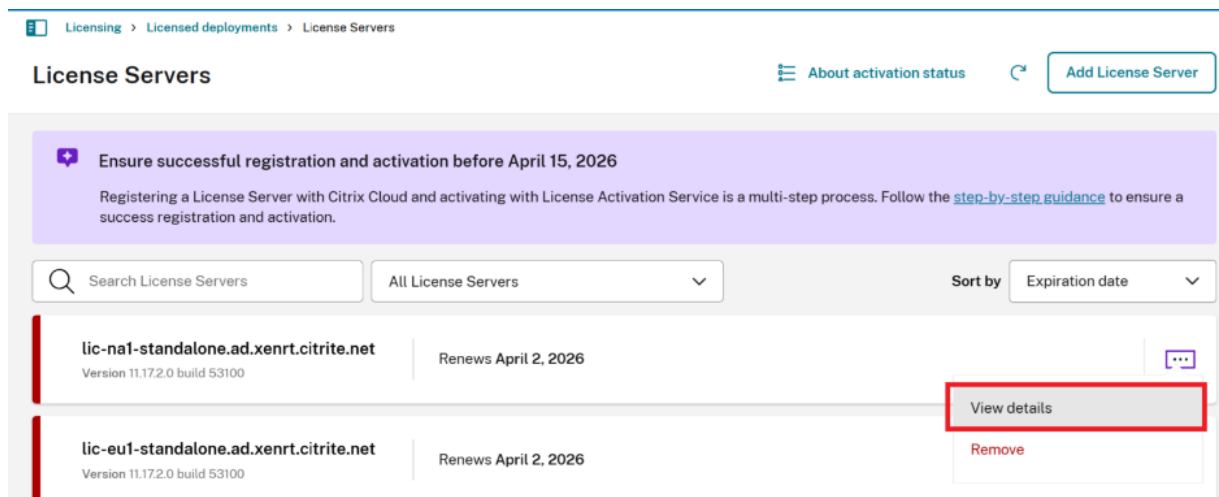 Licensing > Licensed deployments > License Servers
License Servers
About activation status
Add License Server
Ensure successful registration and activation before April 15, 2026
Registering a License Server with Citrix Cloud and activating with License Activation Service is a multi-step process. Follow the step-by-step guidance to ensure a
success registration and activation.
Search License Servers
All License Servers
Sort by
Expiration date
lic-na1-standalone.ad.xenrt.citrite.net
Version 11.17.2.0 build 53100
Renews April 2, 2026
View details
Remove
lic-eu1-standalone.ad.xenrt.citrite.net
Version 11.17.2.0 build 53100
Renews April 2, 2026